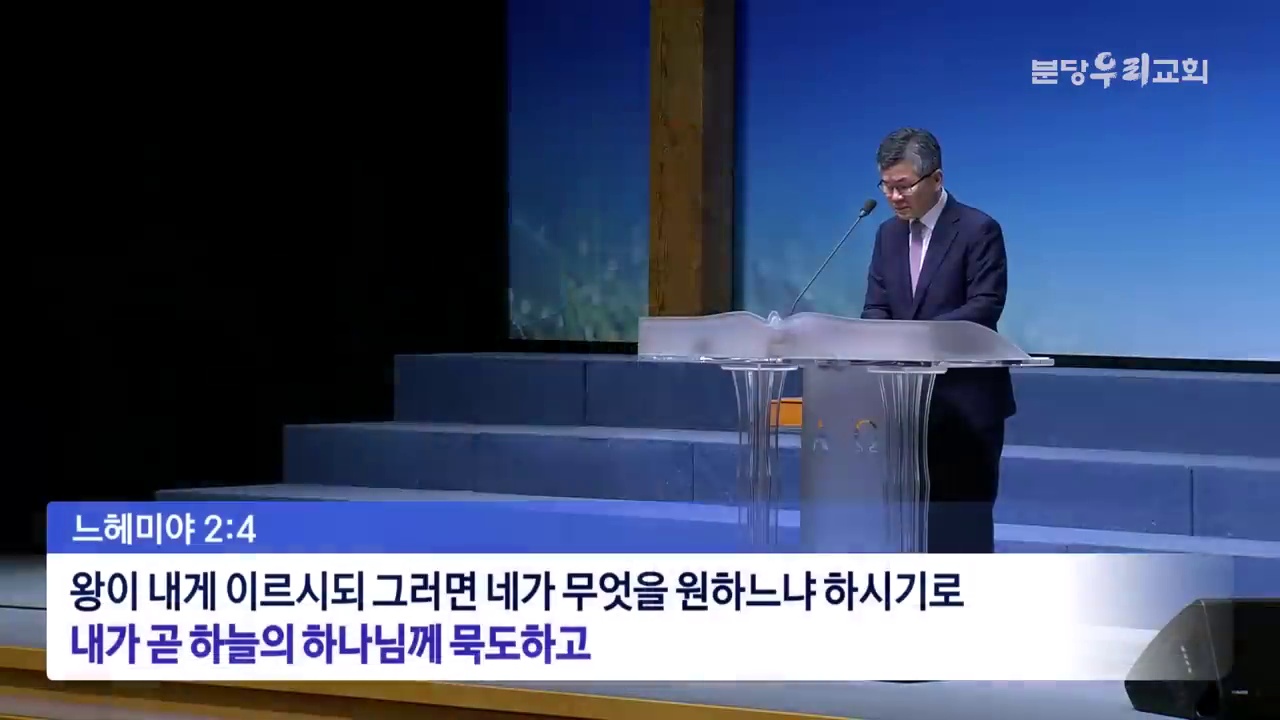 분당우리교회
Α Ω
느헤미야 2:4
왕이 내게 이르시되 그러면 네가 무엇을 원하느냐 하시기로
내가 곧 하늘의 하나님께 묵도하고